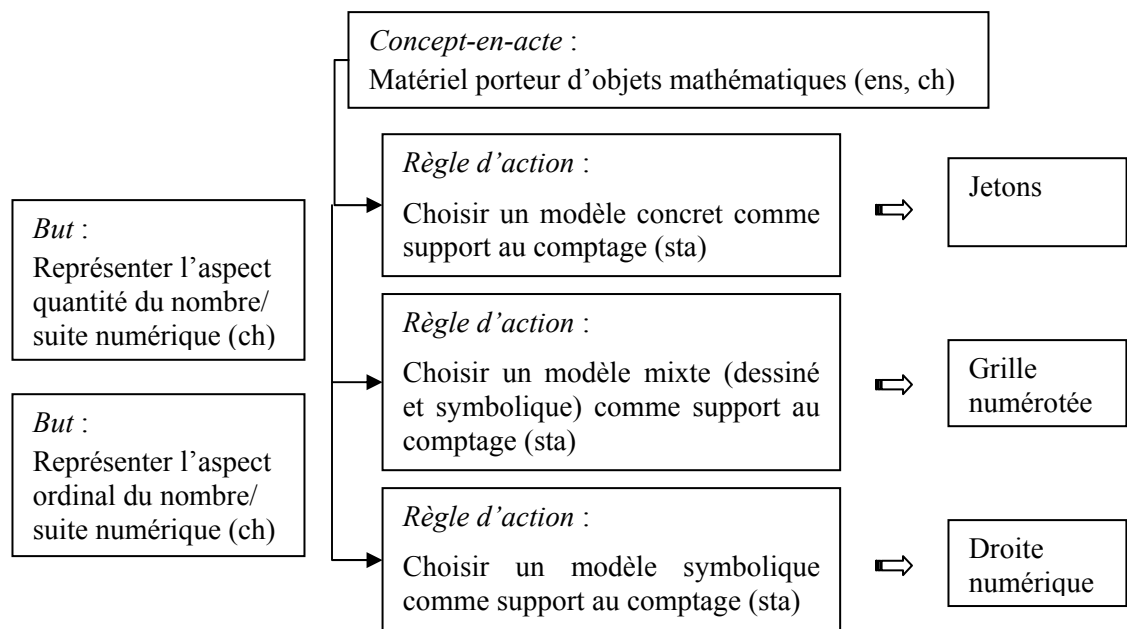 Concept-en-acte :
Matériel porteur d’objets mathématiques (ens, ch)
Règle d’action :
Choisir un modèle concret comme
support au comptage (sta)
Jetons
But :
Représenter l’aspect
quantité du nombre/
suite numérique (ch)
Règle d’action :
Choisir un modèle mixte (dessiné
et symbolique) comme support au
comptage (sta)
Grille
numérotée
But :
Représenter l’aspect
ordinal du nombre/
suite numérique (ch)
Règle d’action :
Choisir un modèle symbolique
comme support au comptage (sta)
Droite
numérique